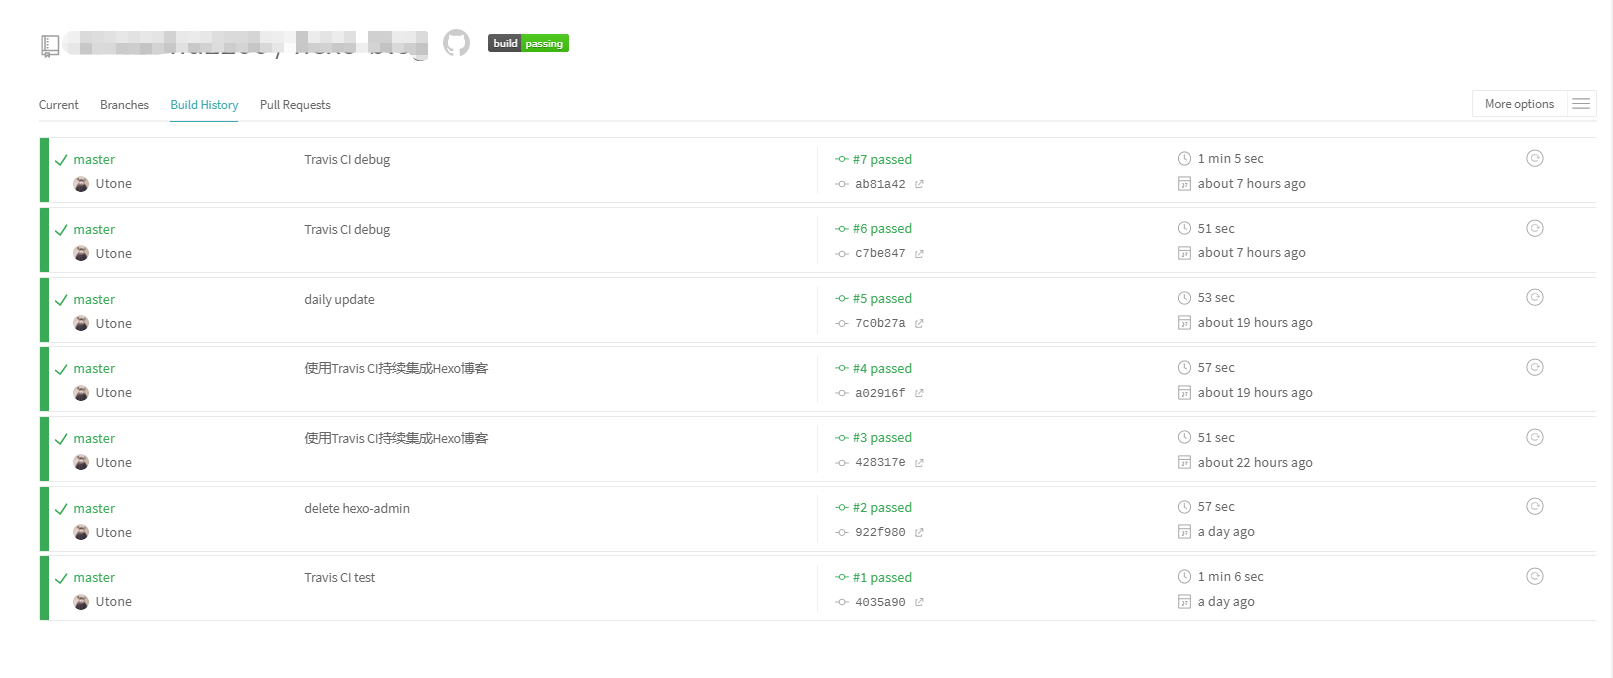 build passing
Current Branches Build History Pull Requests
More options
master Travis CI debug #7 passed 1 min 5 sec
Utone ab81a42 about 7 hours ago
master Travis CI debug #6 passed 51 sec
Utone c7be847 about 7 hours ago
master daily update #5 passed 53 sec
Utone 7c0b27a about 19 hours ago
master 使用Travis CI持续集成Hexo博客 #4 passed 57 sec
Utone a02916f about 19 hours ago
master 使用Travis CI持续集成Hexo博客 #3 passed 51 sec
Utone 428317e about 22 hours ago
master delete hexo-admin #2 passed 57 sec
Utone 922f980 a day ago
master Travis CI test #1 passed 1 min 6 sec
Utone 4035a90 a day ago